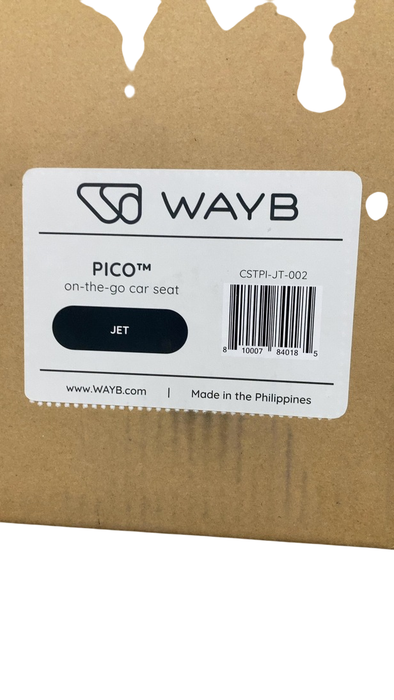 WAYB
PICO™
on-the-go car seat
JET
CSTPI-JT-002
8 10007 84018 5
www.WAYB.com | Made in the Philippines